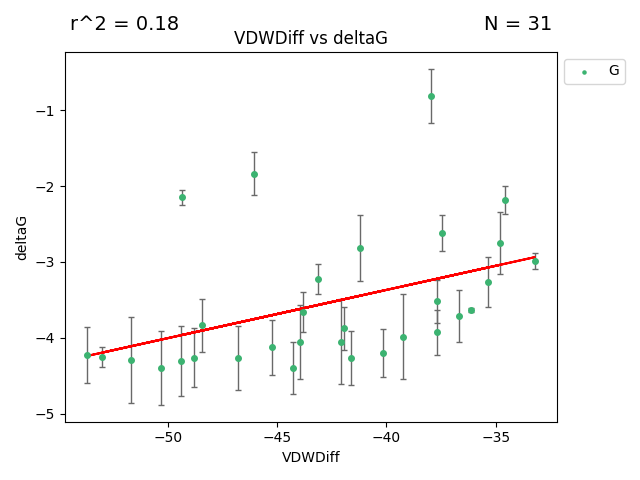 r^2 = 0.18
N = 31
VDWDiff vs deltaG
G
−1
−2
−3
−4
−5
deltaG
−50
−45
−40
−35
VDWDiff